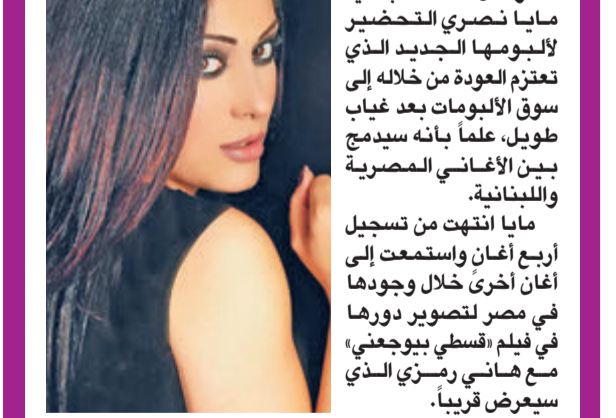 مايا نصري التحضير
لألبومها الجديد الذي
تعتزم العودة من خلاله إلى
سوق الألبومات بعد غياب
طويل، علماً بأنه سيدمج
بين الأغاني المصرية
واللبنانية.
مايا انتهت من تسجيل
أربع أغانٍ واستمعت إلى
أغان أخرى خلال وجودها
في مصر لتصوير دورها
في فيلم «قسطي بيوجعني»
مع هاني رمزي الذي
سيعرض قريباً.